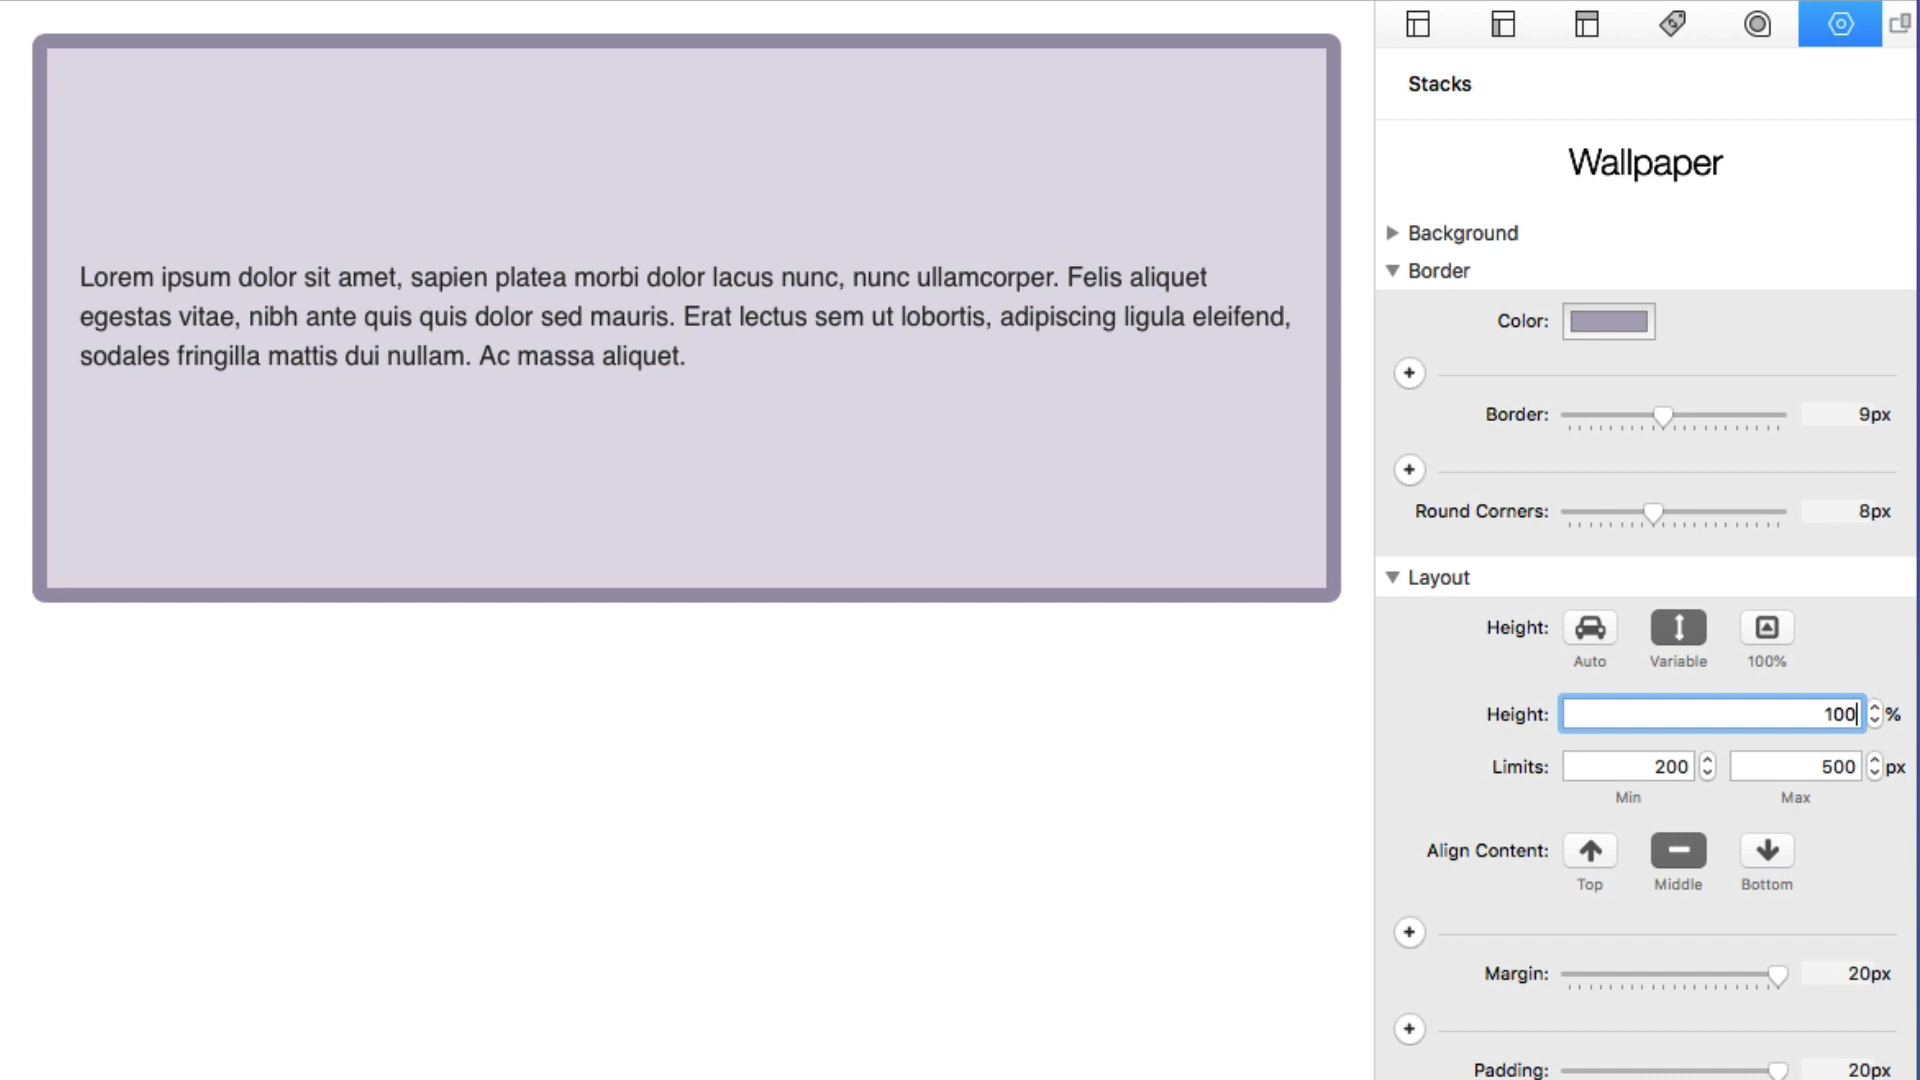 Stacks
Wallpaper
Background
Border
Color:
Border: 9px
Round Corners: 8px
Layout
Height:
Auto Variable 100%
Height: 100 %
Limits: 200 500 px
Min Max
Align Content:
Top Middle Bottom
Margin: 20px
Padding: 20px
Lorem ipsum dolor sit amet, sapien platea morbi dolor lacus nunc, nunc ullamcorper. Felis aliquet
egestas vitae, nibh ante quis quis dolor sed mauris. Erat lectus sem ut lobortis, adipiscing ligula eleifend,
sodales fringilla mattis dui nullam. Ac massa aliquet.